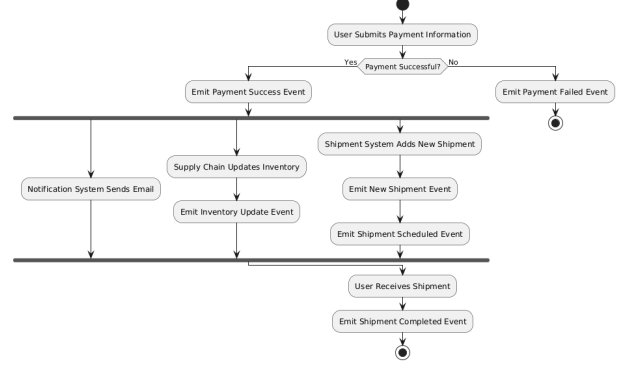 User Submits Payment Information
Payment Successful?
Yes
No
Emit Payment Success Event
Emit Payment Failed Event
Notification System Sends Email
Supply Chain Updates Inventory
Emit Inventory Update Event
Shipment System Adds New Shipment
Emit New Shipment Event
Emit Shipment Scheduled Event
User Receives Shipment
Emit Shipment Completed Event